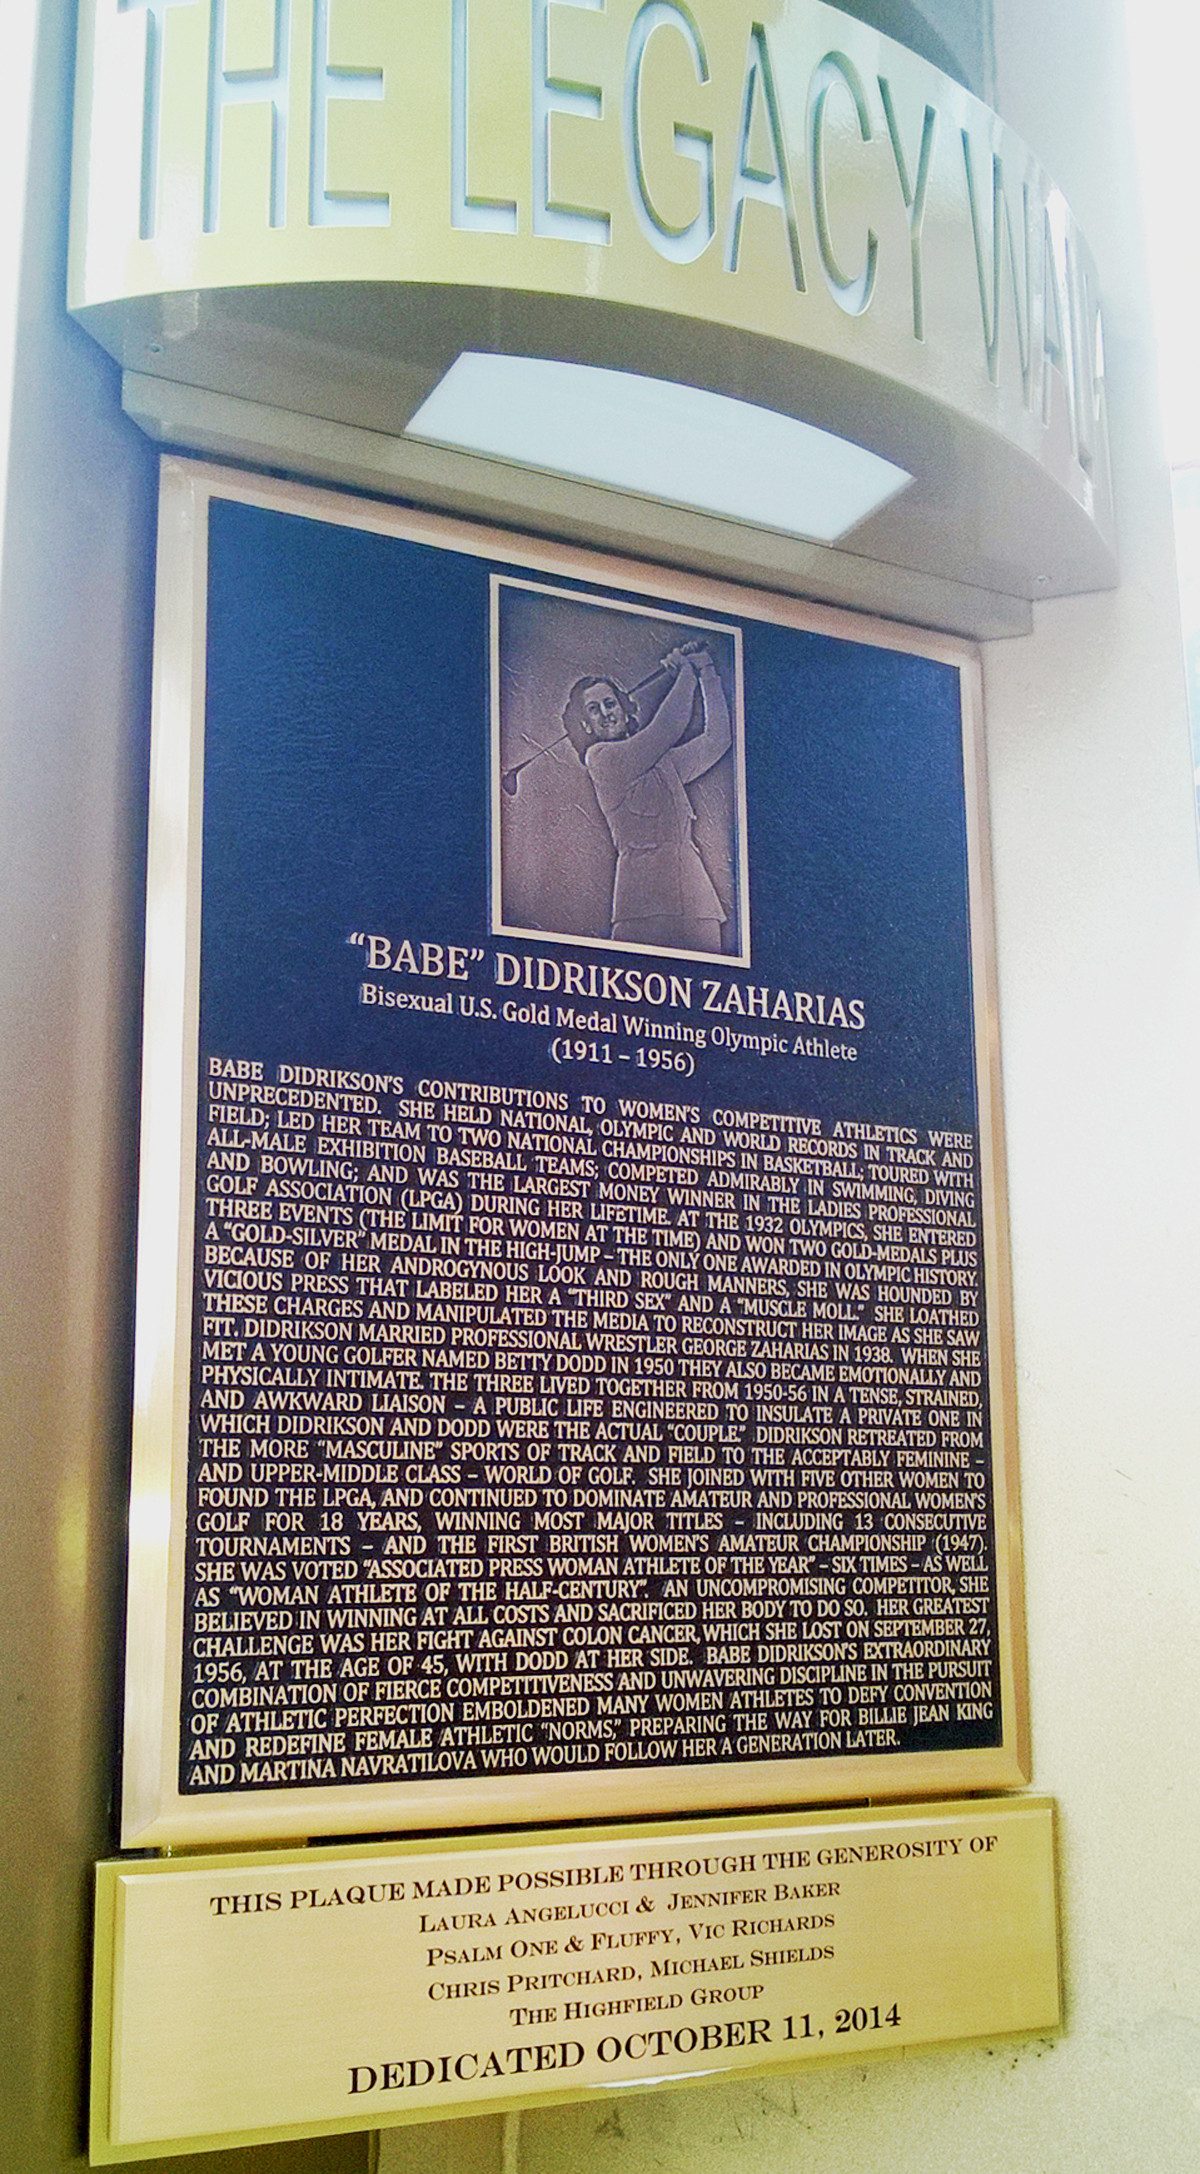 THE LEGACY WALK
"BABE" DIDRIKSON ZAHARIAS
Bisexual U.S. Gold Medal Winning Olympic Athlete
(1911 – 1956)
BABE DIDRIKSON'S CONTRIBUTIONS TO WOMEN'S COMPETITIVE ATHLETICS WERE
UNPRECEDENTED. SHE HELD NATIONAL, OLYMPIC AND WORLD RECORDS IN TRACK AND
FIELD; LED HER TEAM TO TWO NATIONAL CHAMPIONSHIPS IN BASKETBALL; TOURED WITH
ALL-MALE EXHIBITION BASEBALL TEAMS; COMPETED ADMIRABLY IN SWIMMING, DIVING
AND BOWLING; AND WAS THE LARGEST MONEY WINNER IN THE LADIES PROFESSIONAL
GOLF ASSOCIATION (LPGA) DURING HER LIFETIME. AT THE 1932 OLYMPICS, SHE ENTERED
THREE EVENTS (THE LIMIT FOR WOMEN AT THE TIME) AND WON TWO GOLD-MEDALS PLUS
A "GOLD-SILVER" MEDAL IN THE HIGH-JUMP – THE ONLY ONE AWARDED IN OLYMPIC HISTORY.
BECAUSE OF HER ANDROGYNOUS LOOK AND ROUGH MANNERS, SHE WAS HOUNDED BY
VICIOUS PRESS THAT LABELED HER A "THIRD SEX" AND A "MUSCLE MOLL." SHE LOATHED
THESE CHARGES AND MANIPULATED THE MEDIA TO RECONSTRUCT HER IMAGE AS SHE SAW
FIT. DIDRIKSON MARRIED PROFESSIONAL WRESTLER GEORGE ZAHARIAS IN 1938. WHEN SHE
MET A YOUNG GOLFER NAMED BETTY DODD IN 1950 THEY ALSO BECAME EMOTIONALLY AND
PHYSICALLY INTIMATE. THE THREE LIVED TOGETHER FROM 1950-56 IN A TENSE, STRAINED,
AND AWKWARD LIAISON – A PUBLIC LIFE ENGINEERED TO INSULATE A PRIVATE ONE IN
WHICH DIDRIKSON AND DODD WERE THE ACTUAL "COUPLE." DIDRIKSON RETREATED FROM
THE MORE "MASCULINE" SPORTS OF TRACK AND FIELD TO THE ACCEPTABLY FEMININE –
AND UPPER-MIDDLE CLASS – WORLD OF GOLF. SHE JOINED WITH FIVE OTHER WOMEN TO
FOUND THE LPGA, AND CONTINUED TO DOMINATE AMATEUR AND PROFESSIONAL WOMEN'S
GOLF FOR 18 YEARS, WINNING MOST MAJOR TITLES – INCLUDING 13 CONSECUTIVE
TOURNAMENTS – AND THE FIRST BRITISH WOMEN'S AMATEUR CHAMPIONSHIP (1947).
SHE WAS VOTED "ASSOCIATED PRESS WOMAN ATHLETE OF THE YEAR" – SIX TIMES – AS WELL
AS "WOMAN ATHLETE OF THE HALF-CENTURY". AN UNCOMPROMISING COMPETITOR, SHE
BELIEVED IN WINNING AT ALL COSTS AND SACRIFICED HER BODY TO DO SO. HER GREATEST
CHALLENGE WAS HER FIGHT AGAINST COLON CANCER, WHICH SHE LOST ON SEPTEMBER 27,
1956, AT THE AGE OF 45, WITH DODD AT HER SIDE. BABE DIDRIKSON'S EXTRAORDINARY
COMBINATION OF FIERCE COMPETITIVENESS AND UNWAVERING DISCIPLINE IN THE PURSUIT
OF ATHLETIC PERFECTION EMBOLDENED MANY WOMEN ATHLETES TO DEFY CONVENTION
AND REDEFINE FEMALE ATHLETIC "NORMS," PREPARING THE WAY FOR BILLIE JEAN KING
AND MARTINA NAVRATILOVA WHO WOULD FOLLOW HER A GENERATION LATER.
THIS PLAQUE MADE POSSIBLE THROUGH THE GENEROSITY OF
LAURA ANGELUCCI & JENNIFER BAKER
PSALM ONE & FLUFFY, VIC RICHARDS
CHRIS PRITCHARD, MICHAEL SHIELDS
THE HIGHFIELD GROUP
DEDICATED OCTOBER 11, 2014